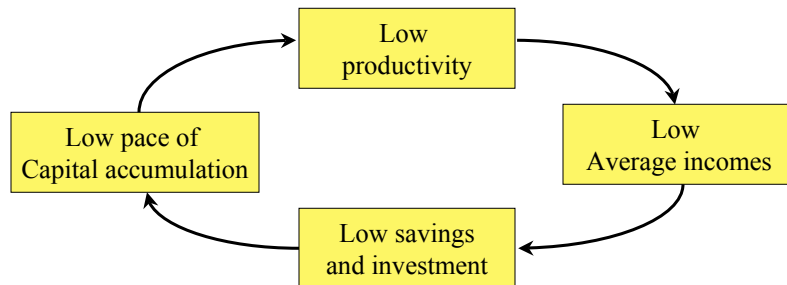 Low
productivity
Low
Average incomes
Low savings
and investment
Low pace of
Capital accumulation